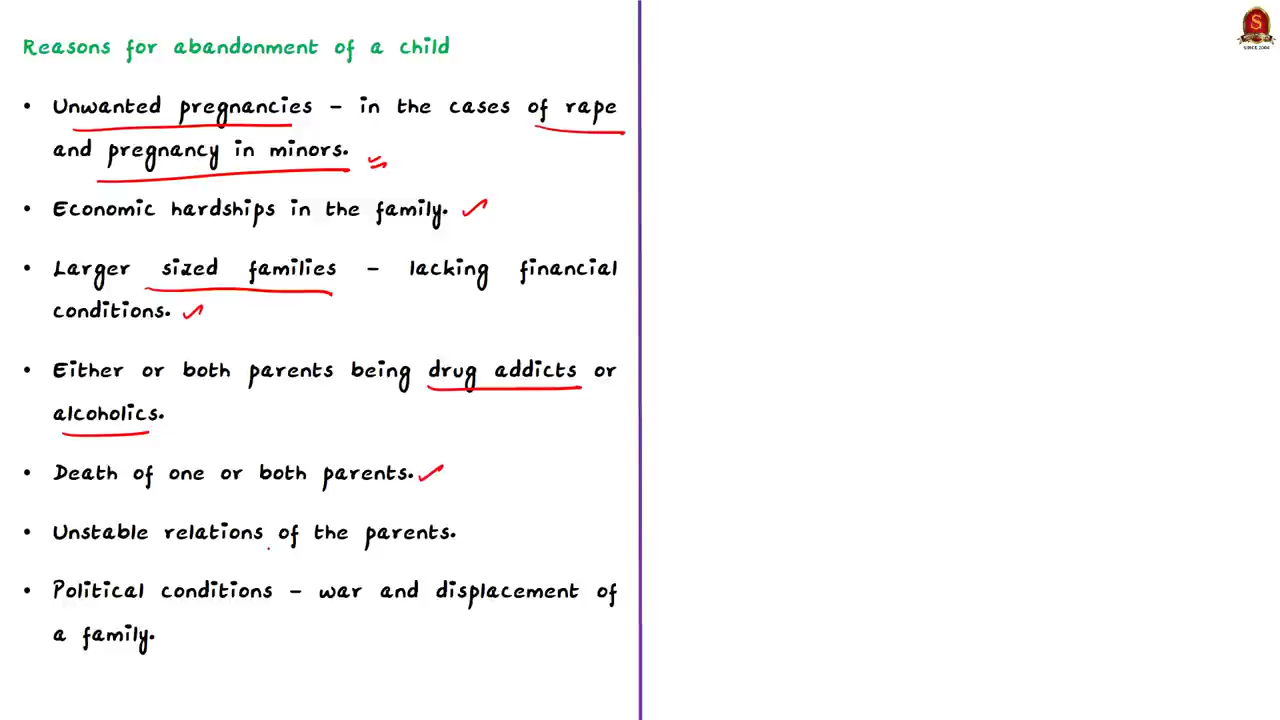 Reasons for abandonment of a child
• Unwanted pregnancies – in the cases of rape
and pregnancy in minors.
• Economic hardships in the family.
• Larger sized families – lacking financial
conditions.
• Either or both parents being drug addicts or
alcoholics.
• Death of one or both parents.
• Unstable relations of the parents.
• Political conditions – war and displacement of
a family.
S
SINCE 2004